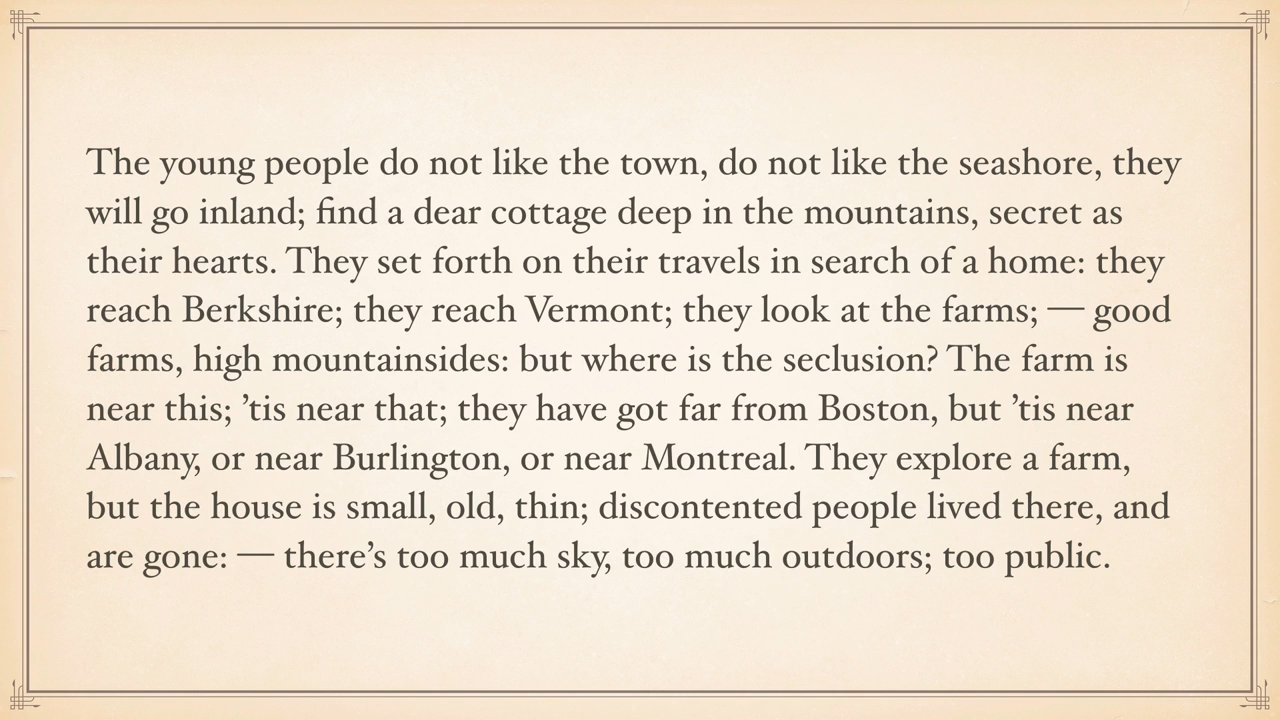 The young people do not like the town, do not like the seashore, they
will go inland; find a dear cottage deep in the mountains, secret as
their hearts. They set forth on their travels in search of a home: they
reach Berkshire; they reach Vermont; they look at the farms; — good
farms, high mountainsides: but where is the seclusion? The farm is
near this; ’tis near that; they have got far from Boston, but ’tis near
Albany, or near Burlington, or near Montreal. They explore a farm,
but the house is small, old, thin; discontented people lived there, and
are gone: — there’s too much sky, too much outdoors; too public.